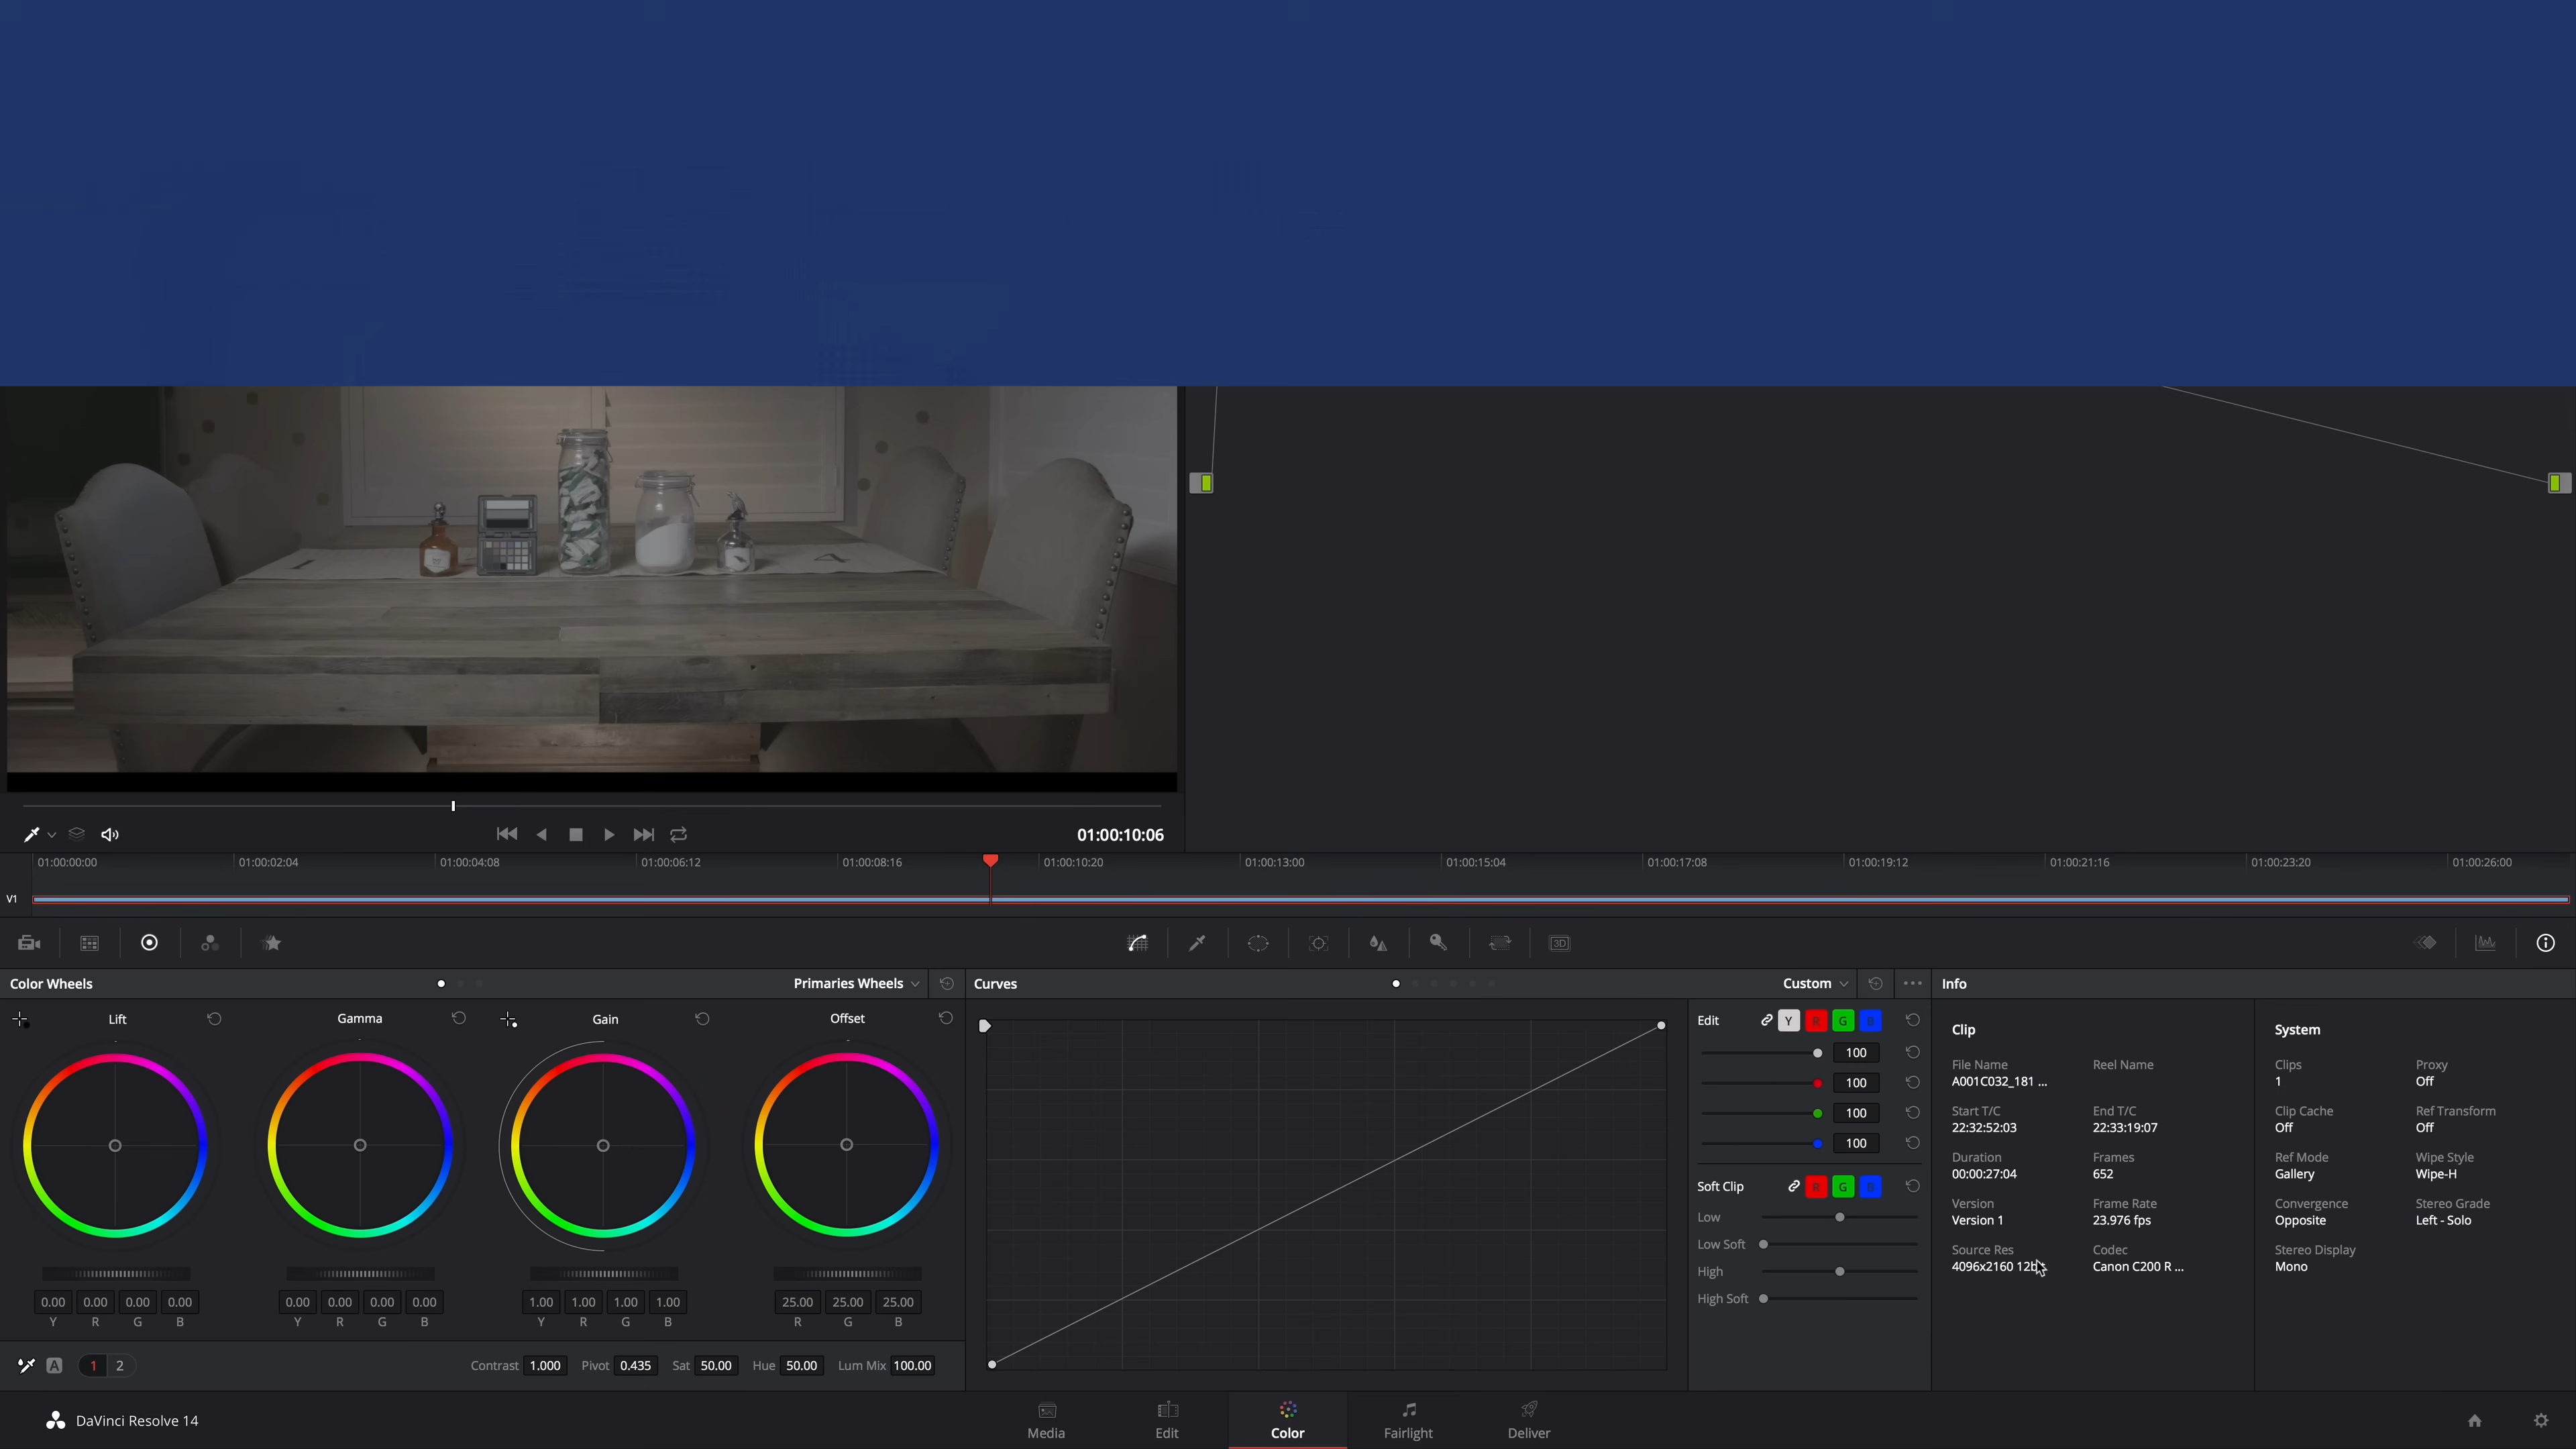 01:00:10:06
01:00:00:00 01:00:02:04 01:00:04:08 01:00:06:12 01:00:08:16 01:00:10:20 01:00:13:00 01:00:15:04 01:00:17:08 01:00:19:12 01:00:21:16 01:00:23:20 01:00:26:00
V1
3D
Color Wheels Primaries Wheels
Lift Gamma Gain Offset
0.00 0.00 0.00 0.00 0.00 0.00 0.00 0.00 1.00 1.00 1.00 1.00 25.00 25.00 25.00
Y R G B Y R G B Y R G B R G B
A 1 2 Contrast 1.000 Pivot 0.435 Sat 50.00 Hue 50.00 Lum Mix 100.00
Curves Custom
Edit Y R G B
100
100
100
100
Soft Clip R G B
Low
Low Soft
High
High Soft
Info
Clip
File Name Reel Name
A001C032_181 ...
Start T/C End T/C
22:32:52:03 22:33:19:07
Duration Frames
00:00:27:04 652
Version Frame Rate
Version 1 23.976 fps
Source Res Codec
4096x2160 Canon C200 R ...
System
Clips Proxy
1 Off
Clip Cache Ref Transform
Off Off
Ref Mode Wipe Style
Gallery Wipe-H
Convergence Stereo Grade
Opposite Left - Solo
Stereo Display
Mono
DaVinci Resolve 14
Media Edit Color Fairlight Deliver